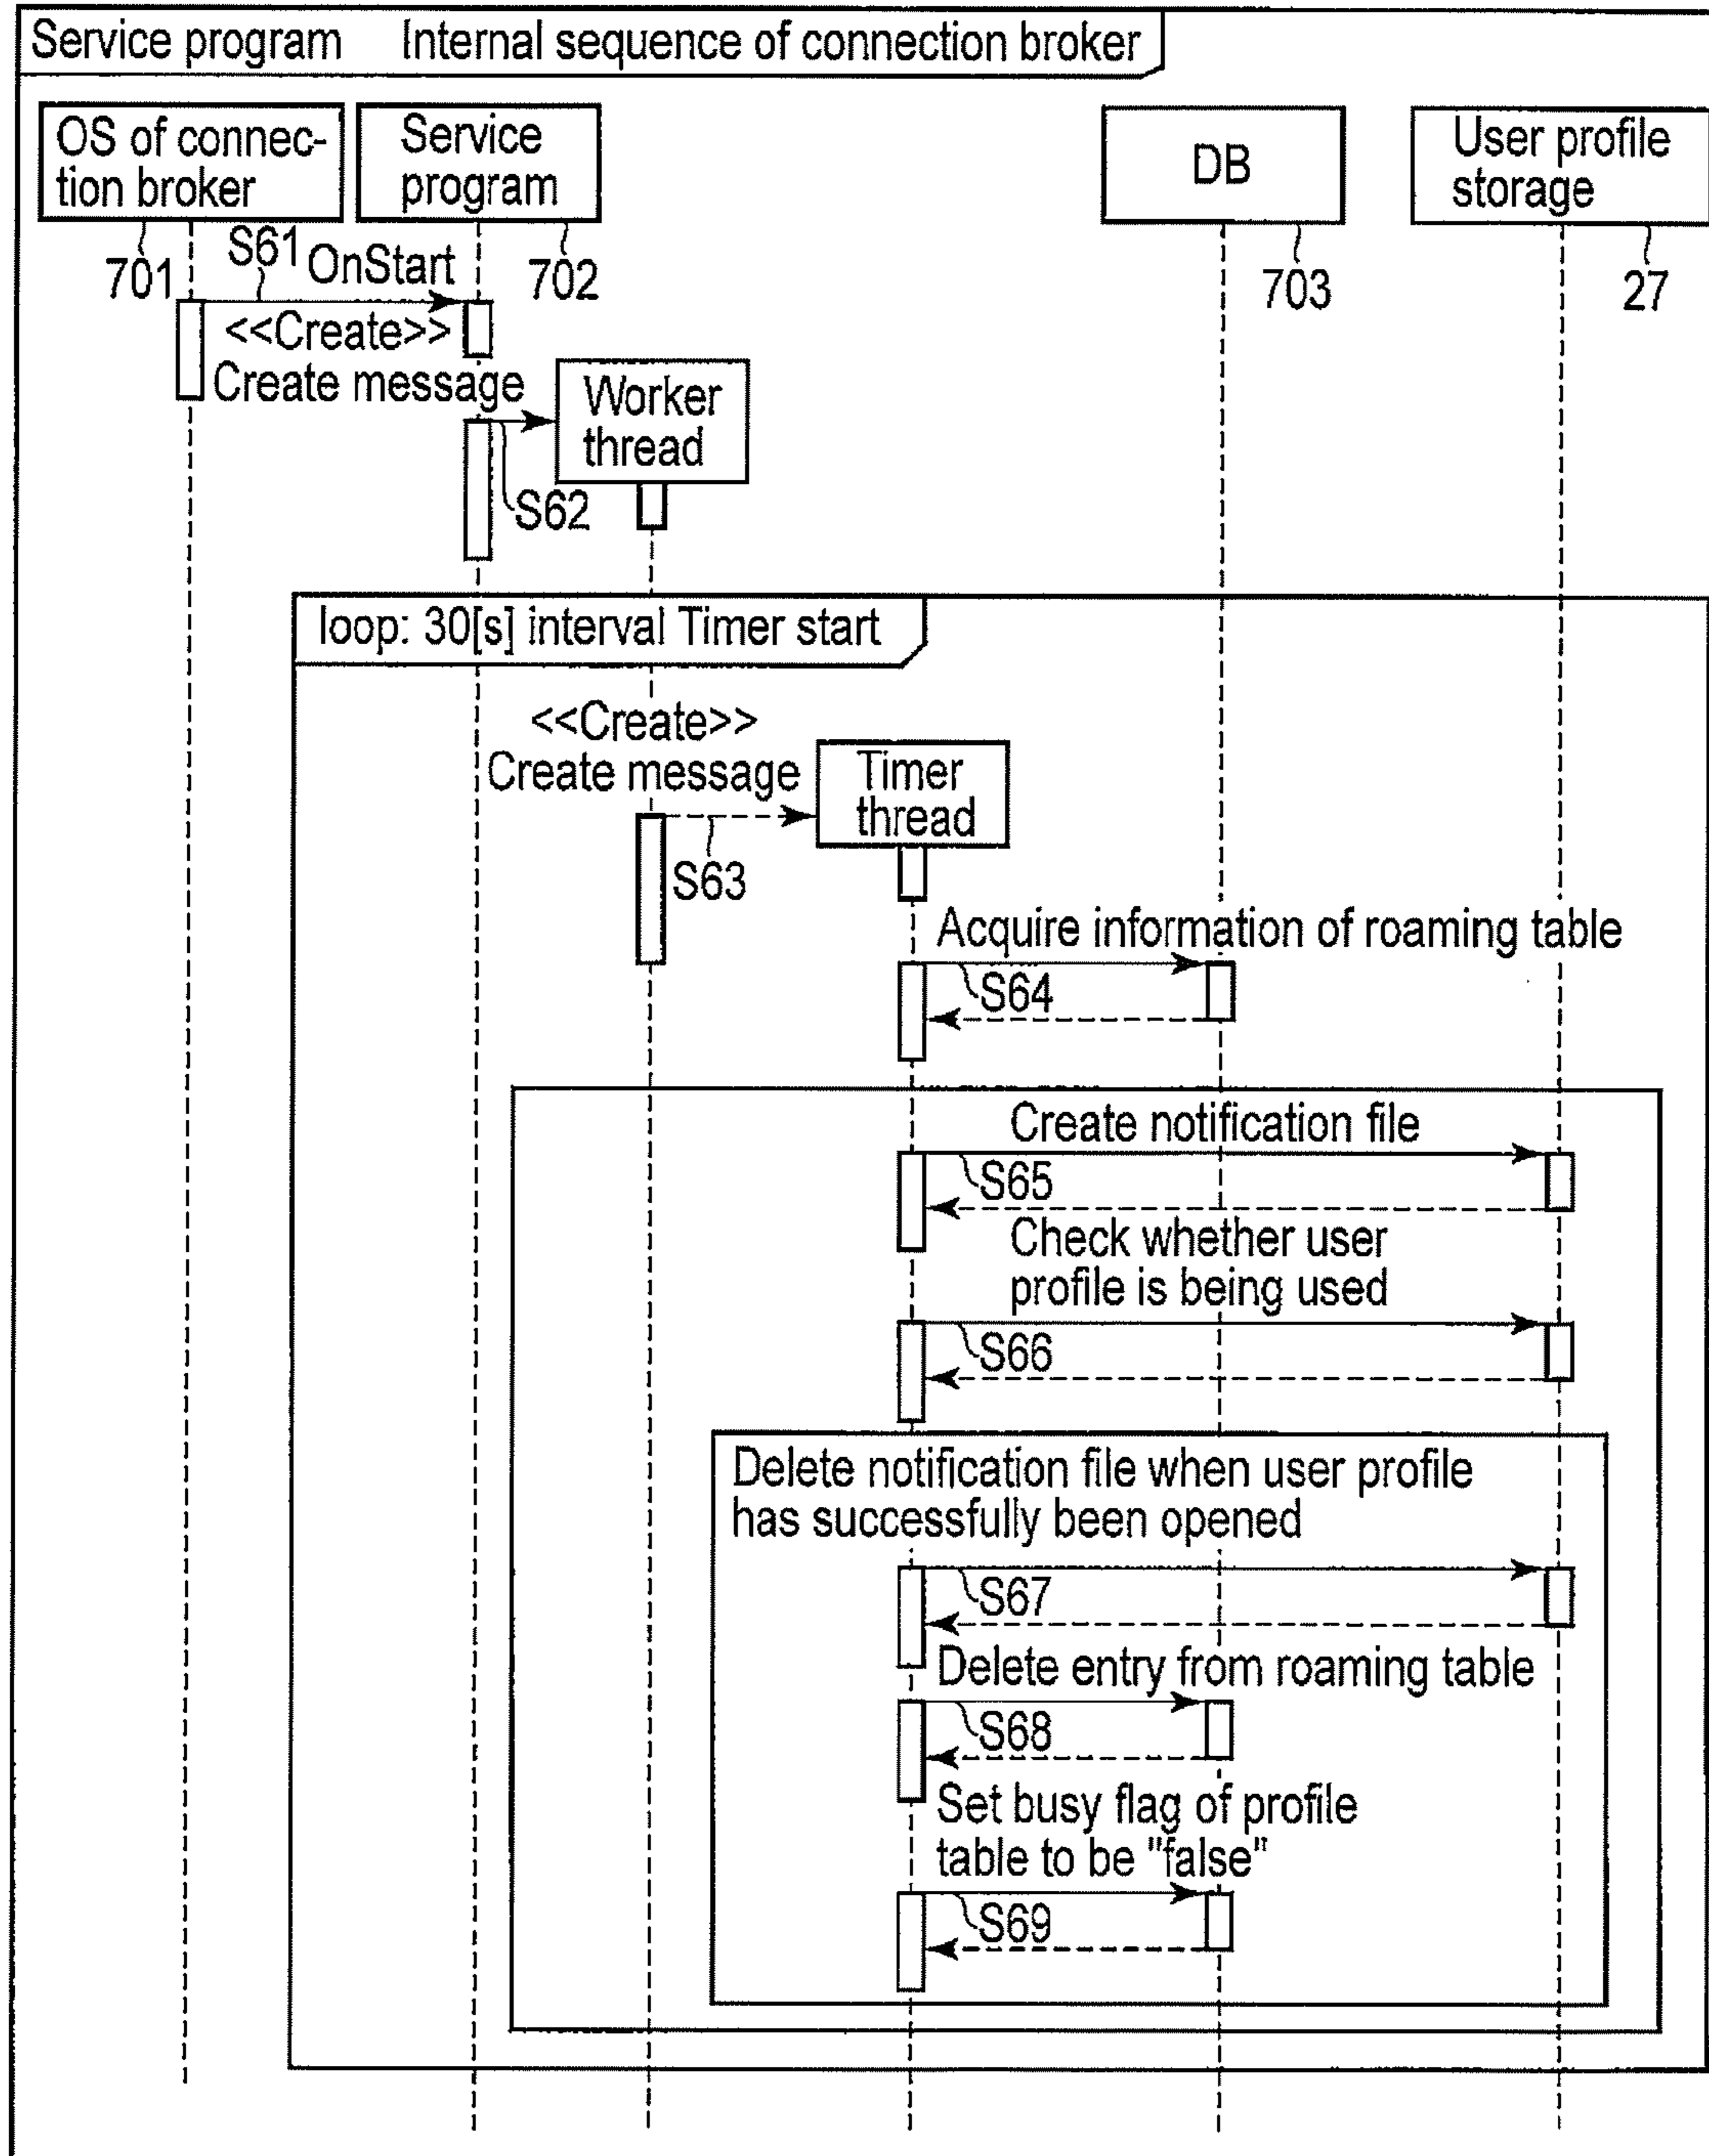 Service program Internal sequence of connection broker
OS of connec-
tion broker
Service
program
DB
User profile
storage
701
S61
OnStart
702
703
27
<<Create>>
Create message
Worker
thread
S62
loop: 30[s] interval Timer start
<<Create>>
Create message
Timer
thread
S63
Acquire information of roaming table
S64
Create notification file
S65
Check whether user
profile is being used
S66
Delete notification file when user profile
has successfully been opened
S67
Delete entry from roaming table
S68
Set busy flag of profile
table to be "false"
S69